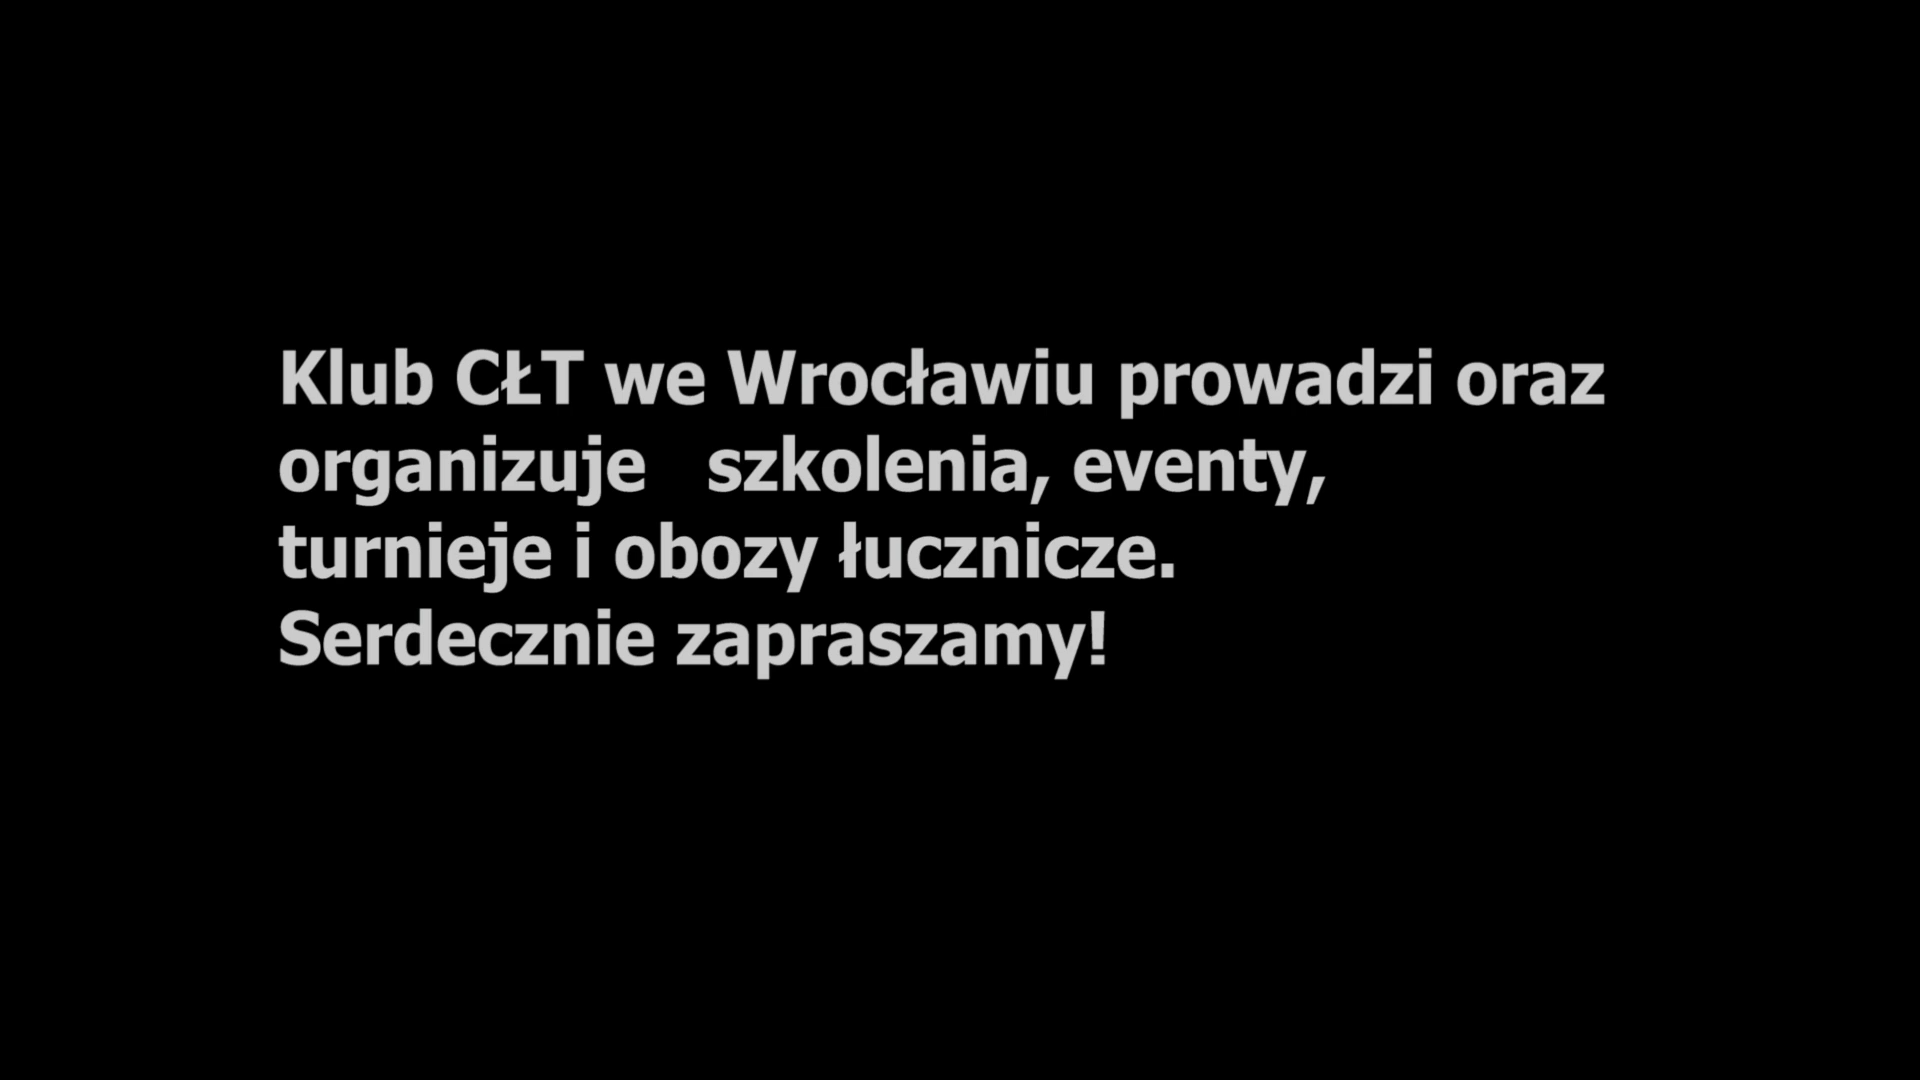 Klub CŁT we Wrocławiu prowadzi oraz
organizuje   szkolenia, eventy,
turnieje i obozy łucznicze.
Serdecznie zapraszamy!